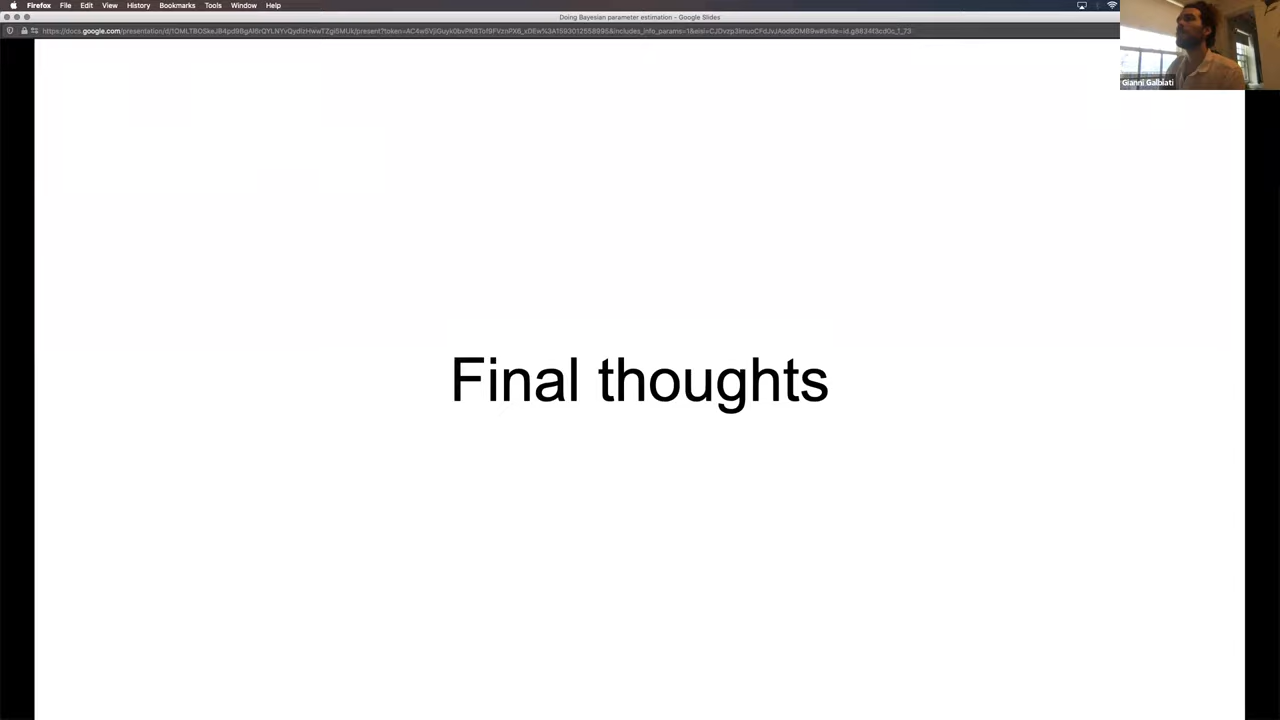 Firefox File Edit View History Bookmarks Tools Window Help
Doing Bayesian parameter estimation - Google Slides
Gianni Galbiati
Final thoughts